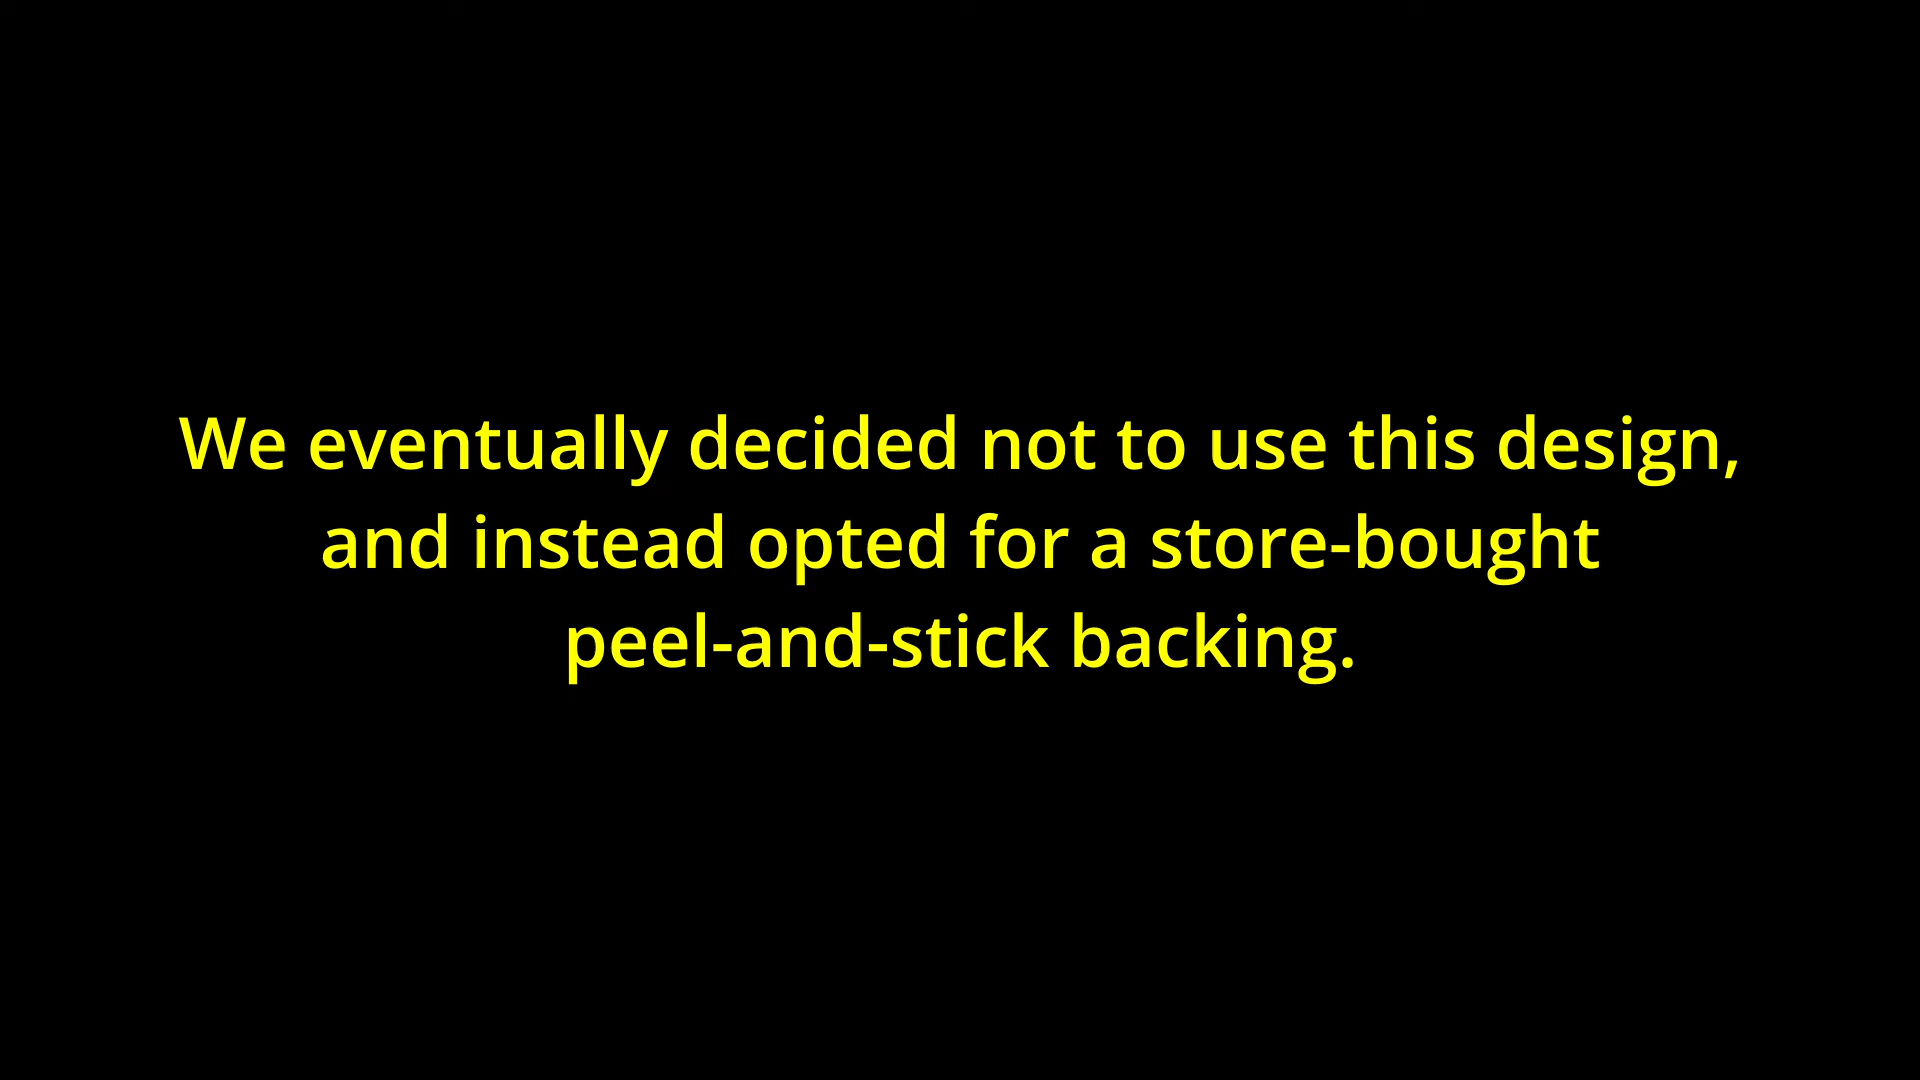 We eventually decided not to use this design,
and instead opted for a store-bought
peel-and-stick backing.